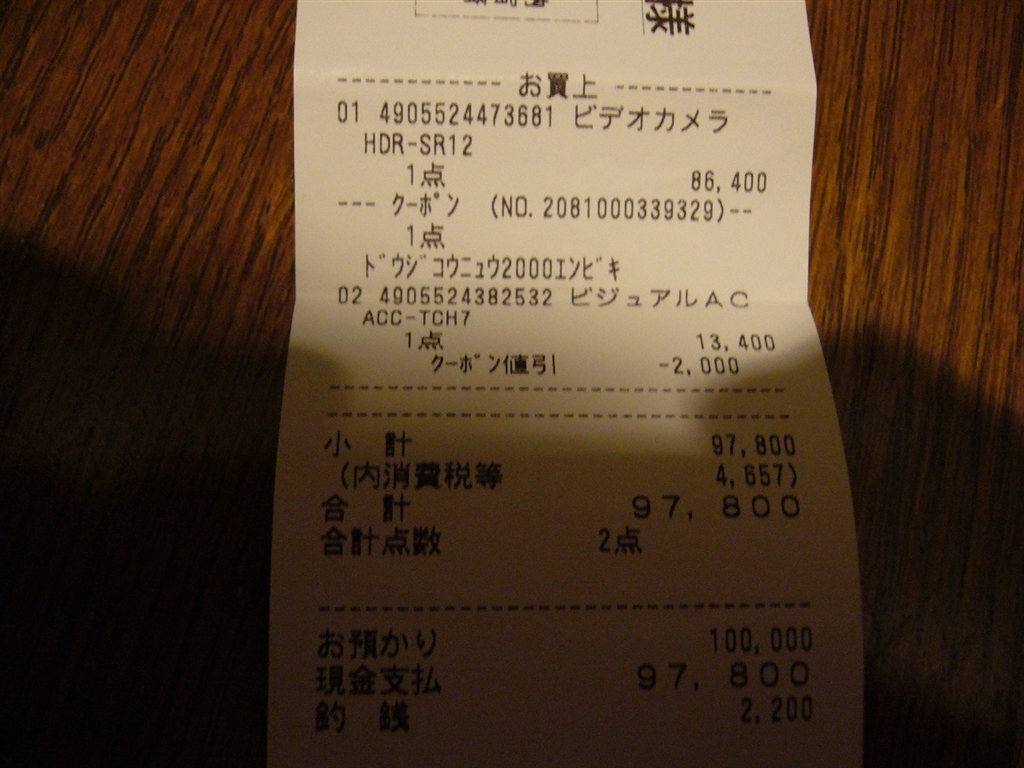 様
---------- お買上 ----------
01 4905524473681 ビデオカメラ
HDR-SR12
1点 86,400
--- クーポン (NO.2081000339329)--
1点
ドウジコウニュウ2000エンビキ
02 4905524382532 ビジュアルAC
ACC-TCH7
1点 13,400
クーポン値引 -2,000
小 計 97,800
(内消費税等 4,657)
合 計 97,800
合計点数 2点
お預かり 100,000
現金支払 97,800
釣 銭 2,200